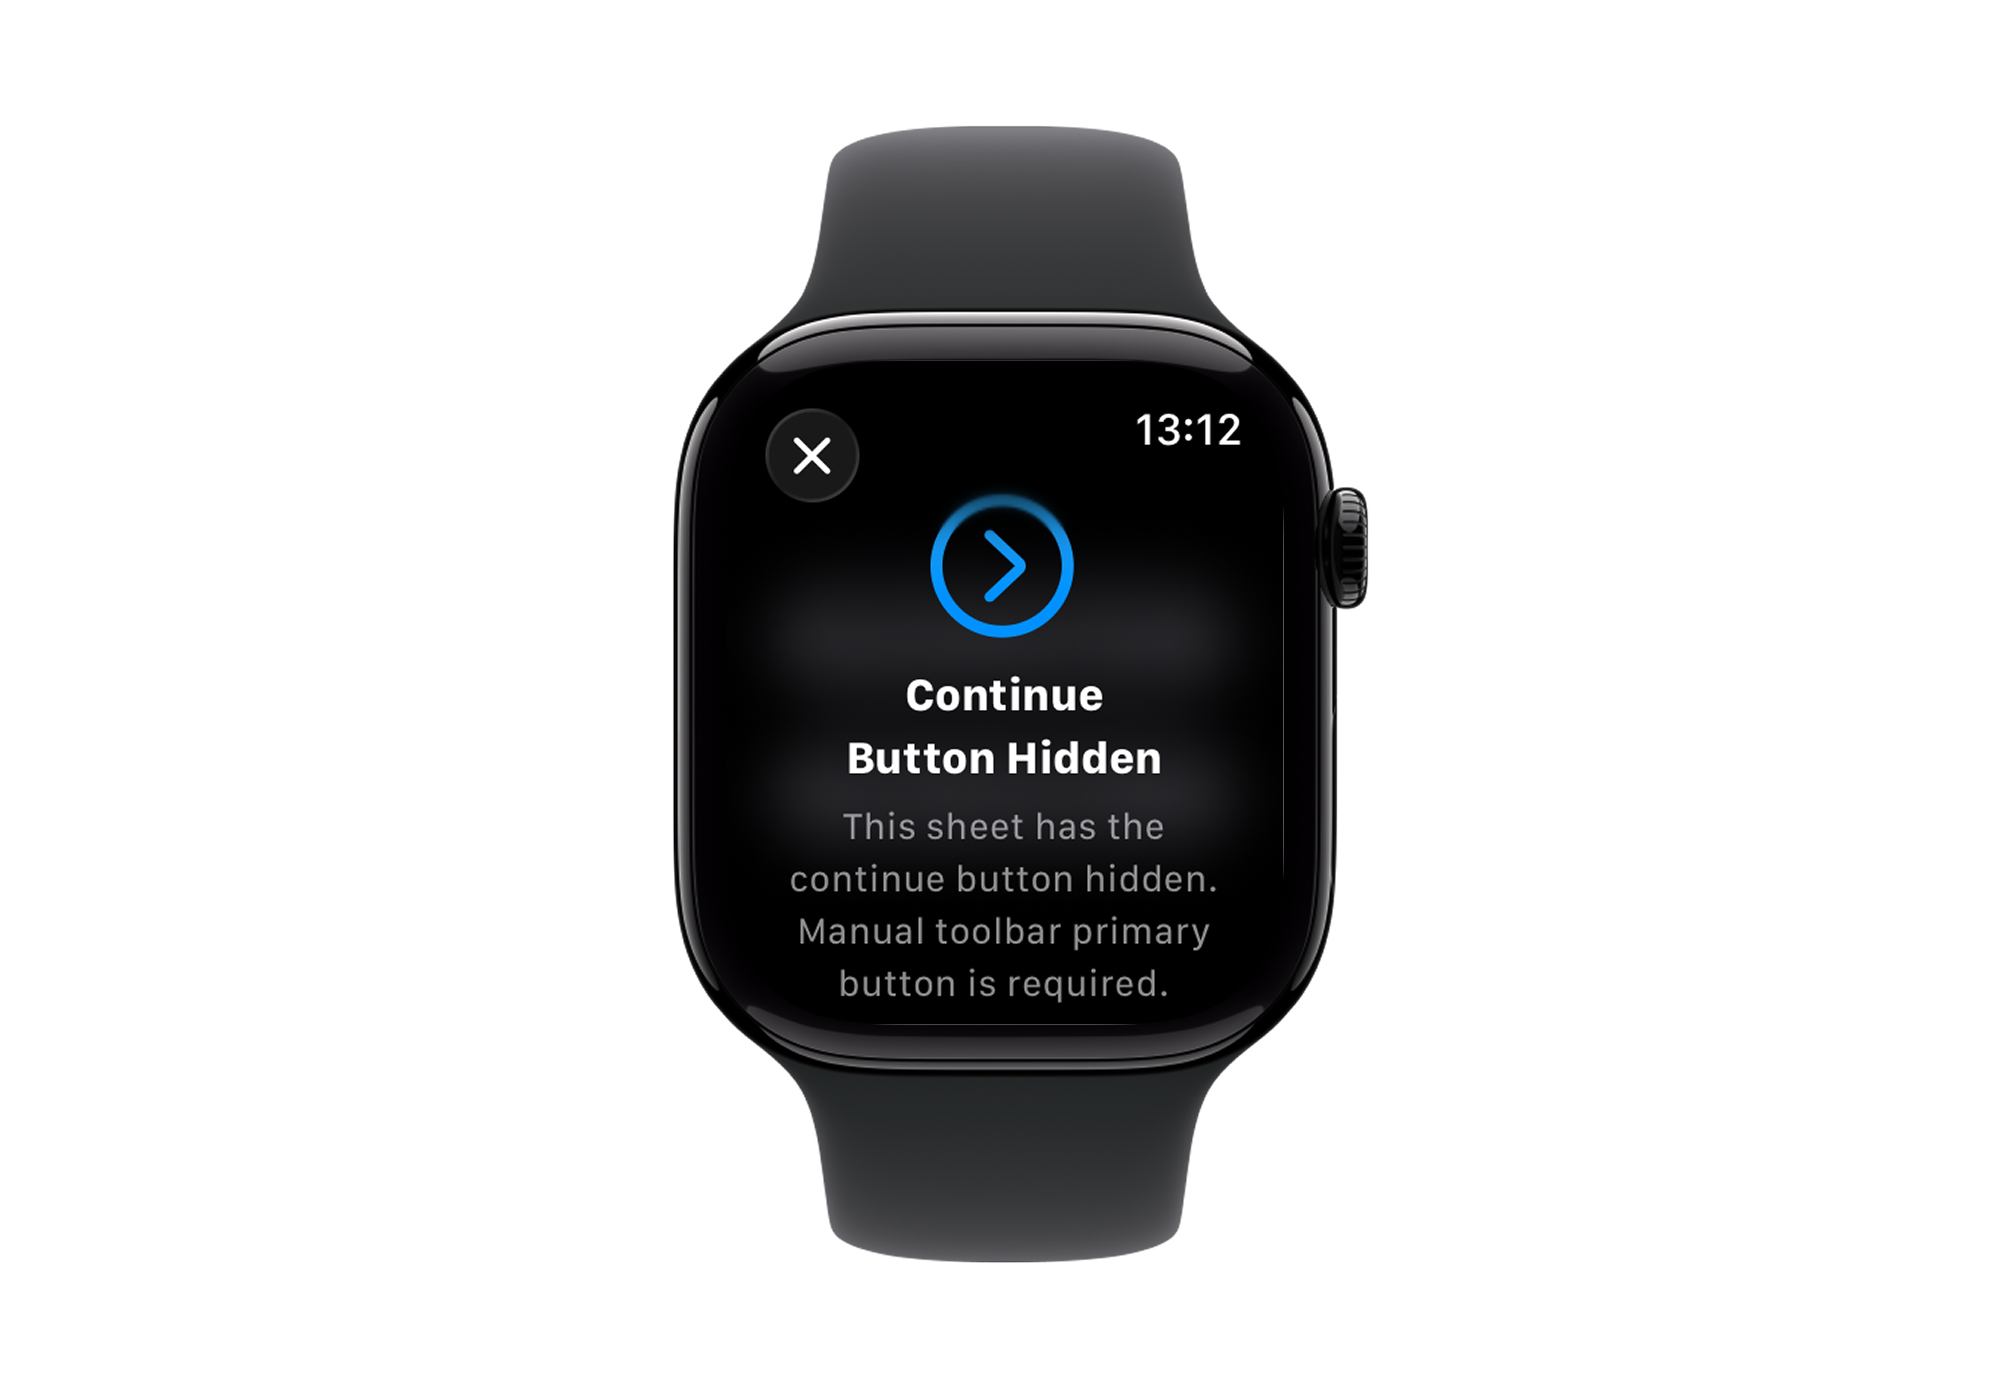 13:12
Continue
Button Hidden
This sheet has the
continue button hidden.
Manual toolbar primary
button is required.